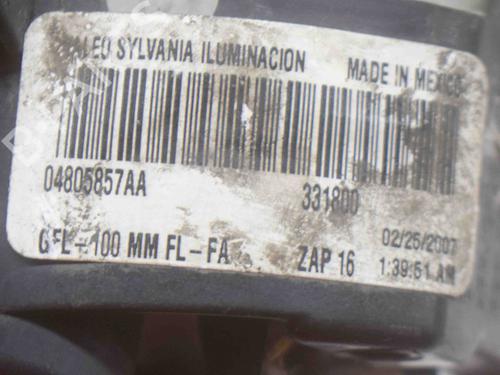 ALEO SYLVANIA ILUMINACION MADE IN MEXICO
04805857AA 331800
GFL-100 MM FL-FA ZAP 16 02/26/2007
1:39:51 AM